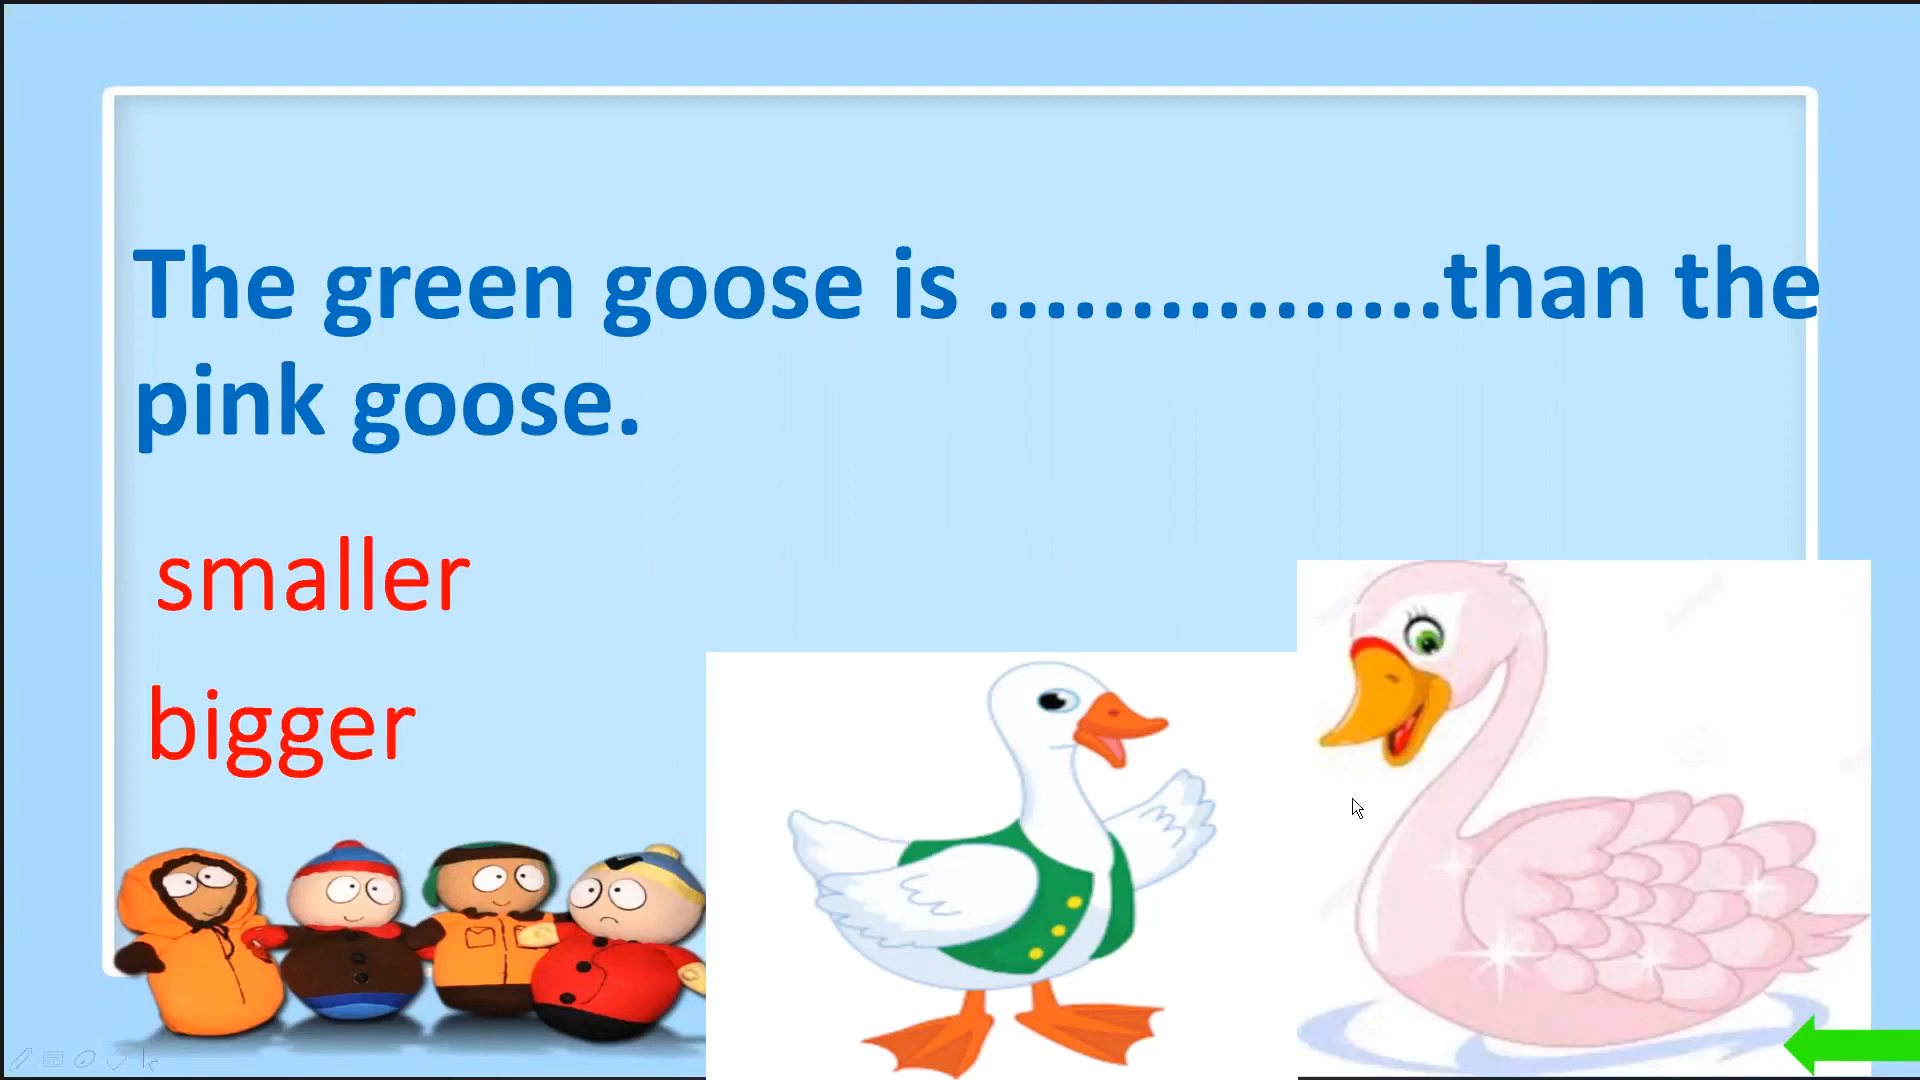 The green goose is ................than the
pink goose.
smaller
bigger